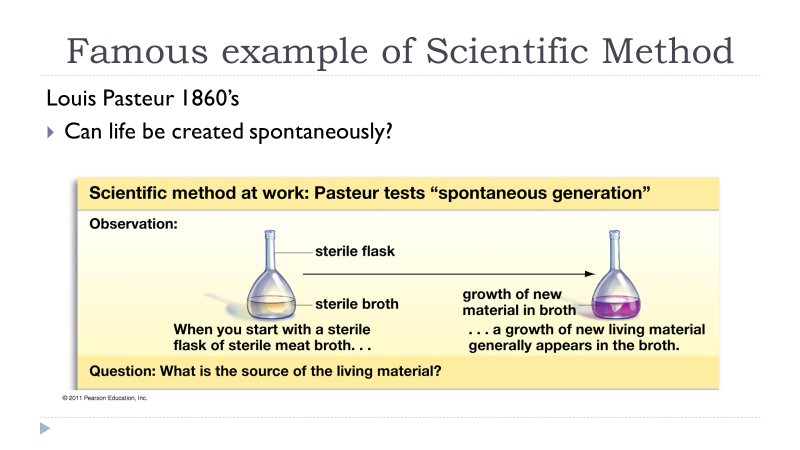 Famous example of Scientific Method
Louis Pasteur 1860’s
Can life be created spontaneously?
Scientific method at work: Pasteur tests “spontaneous generation”
Observation:
sterile flask
sterile broth
growth of new
material in broth
When you start with a sterile
flask of sterile meat broth. . .
. . . a growth of new living material
generally appears in the broth.
Question: What is the source of the living material?
© 2011 Pearson Education, Inc.